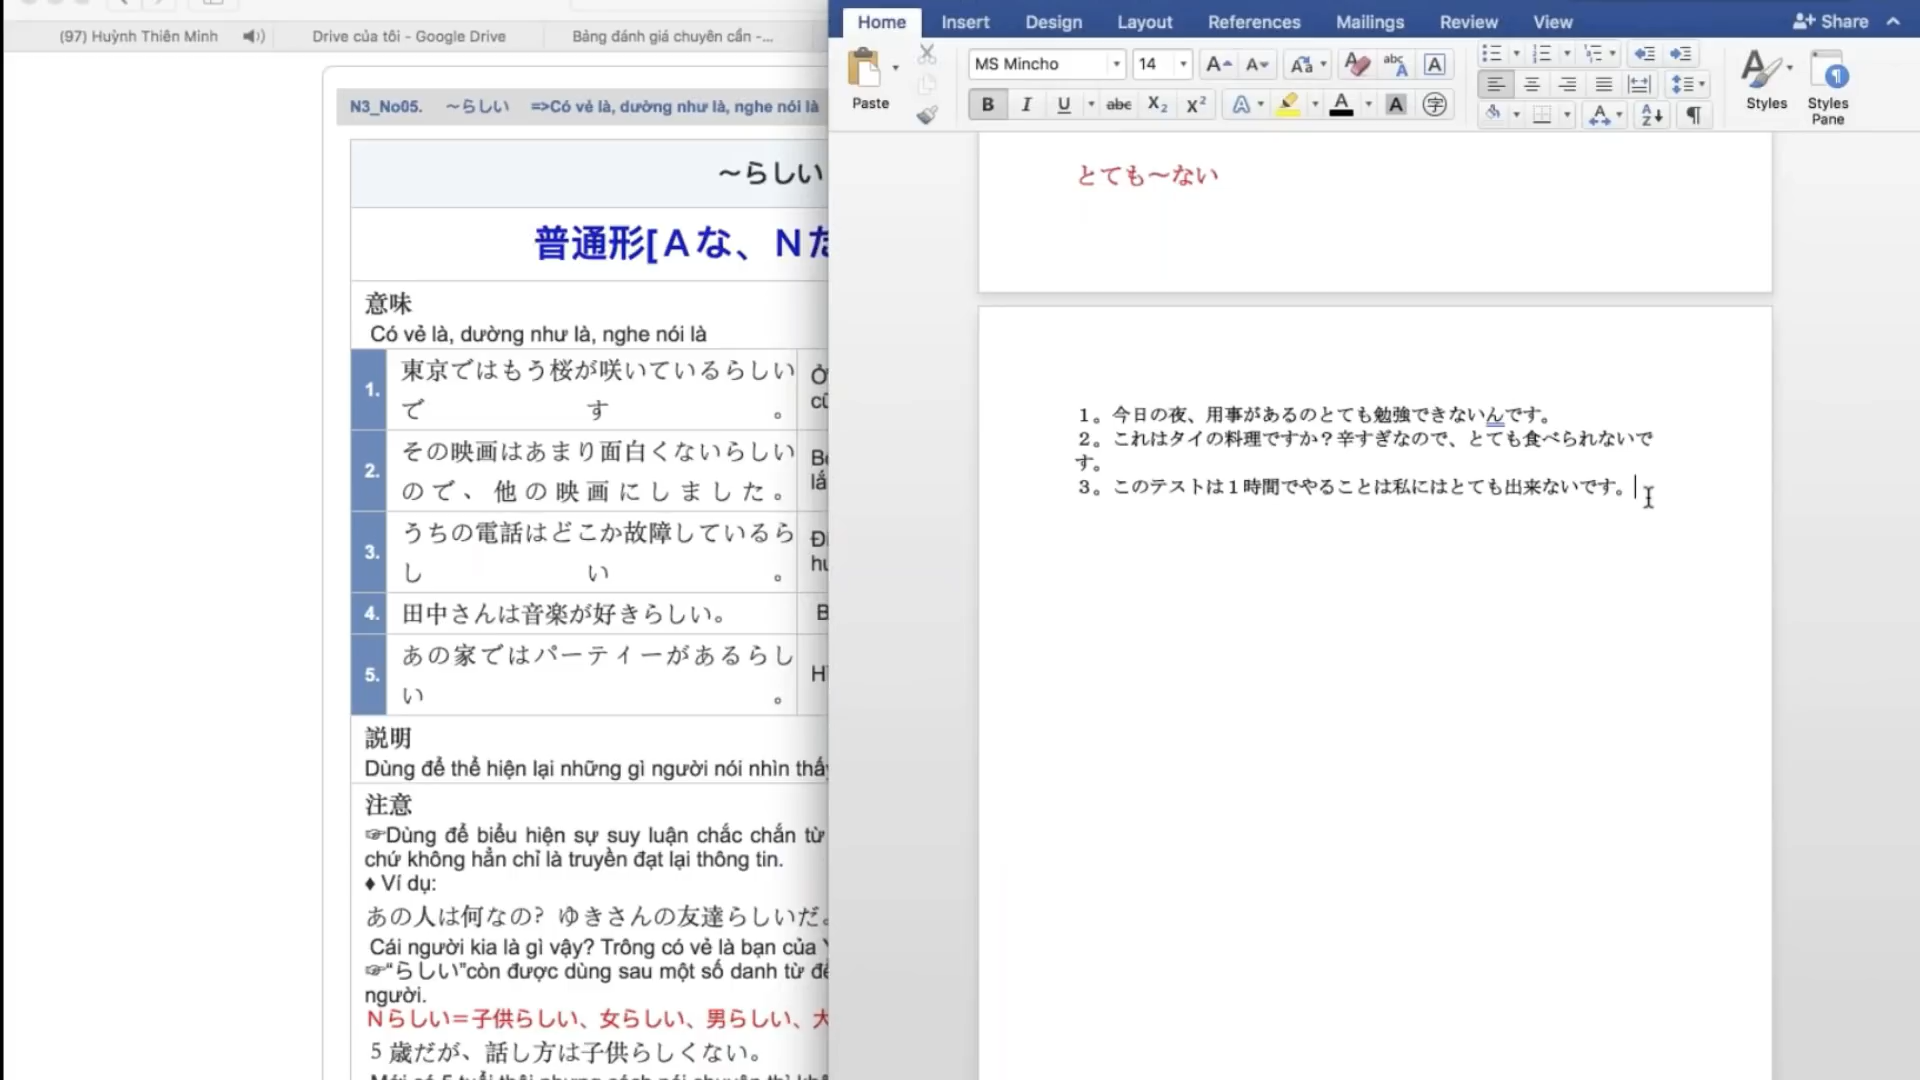 (97) Huỳnh Thiên Minh
Drive của tôi - Google Drive
Bảng đánh giá chuyên cần -...
N3_No05. ～らしい =>Có vẻ là, dường như là, nghe nói là
～らしい
普通形[Aな、Nだ
意味
Có vẻ là, dường như là, nghe nói là
1.
東京ではもう桜が咲いているらしい
です。
2.
その映画はあまり面白くないらしい
ので、他の映画にしました。
3.
うちの電話はどこか故障しているら
しい。
4.
田中さんは音楽が好きらしい。
5.
あの家ではパーティーがあるらし
い。
説明
Dùng để thể hiện lại những gì người nói nhìn thấy
注意
☞Dùng để biểu hiện sự suy luận chắc chắn từ
chứ không hẳn chỉ là truyền đạt lại thông tin.
♦ Ví dụ:
あの人は何なの? ゆきさんの友達らしいだ。
Cái người kia là gì vậy? Trông có vẻ là bạn của Y
☞“らしい”còn được dùng sau một số danh từ để
người.
Nらしい＝子供らしい、女らしい、男らしい、大
5歳だが、話し方は子供らしくない。
Home Insert Design Layout References Mailings Review View Share
MS Mincho 14
Paste
Styles
Styles Pane
とても～ない
1。今日の夜、用事があるのとても勉強できないんです。
2。これはタイの料理ですか？辛すぎなので、とても食べられないで
す。
3。このテストは１時間でやることは私にはとても出来ないです。